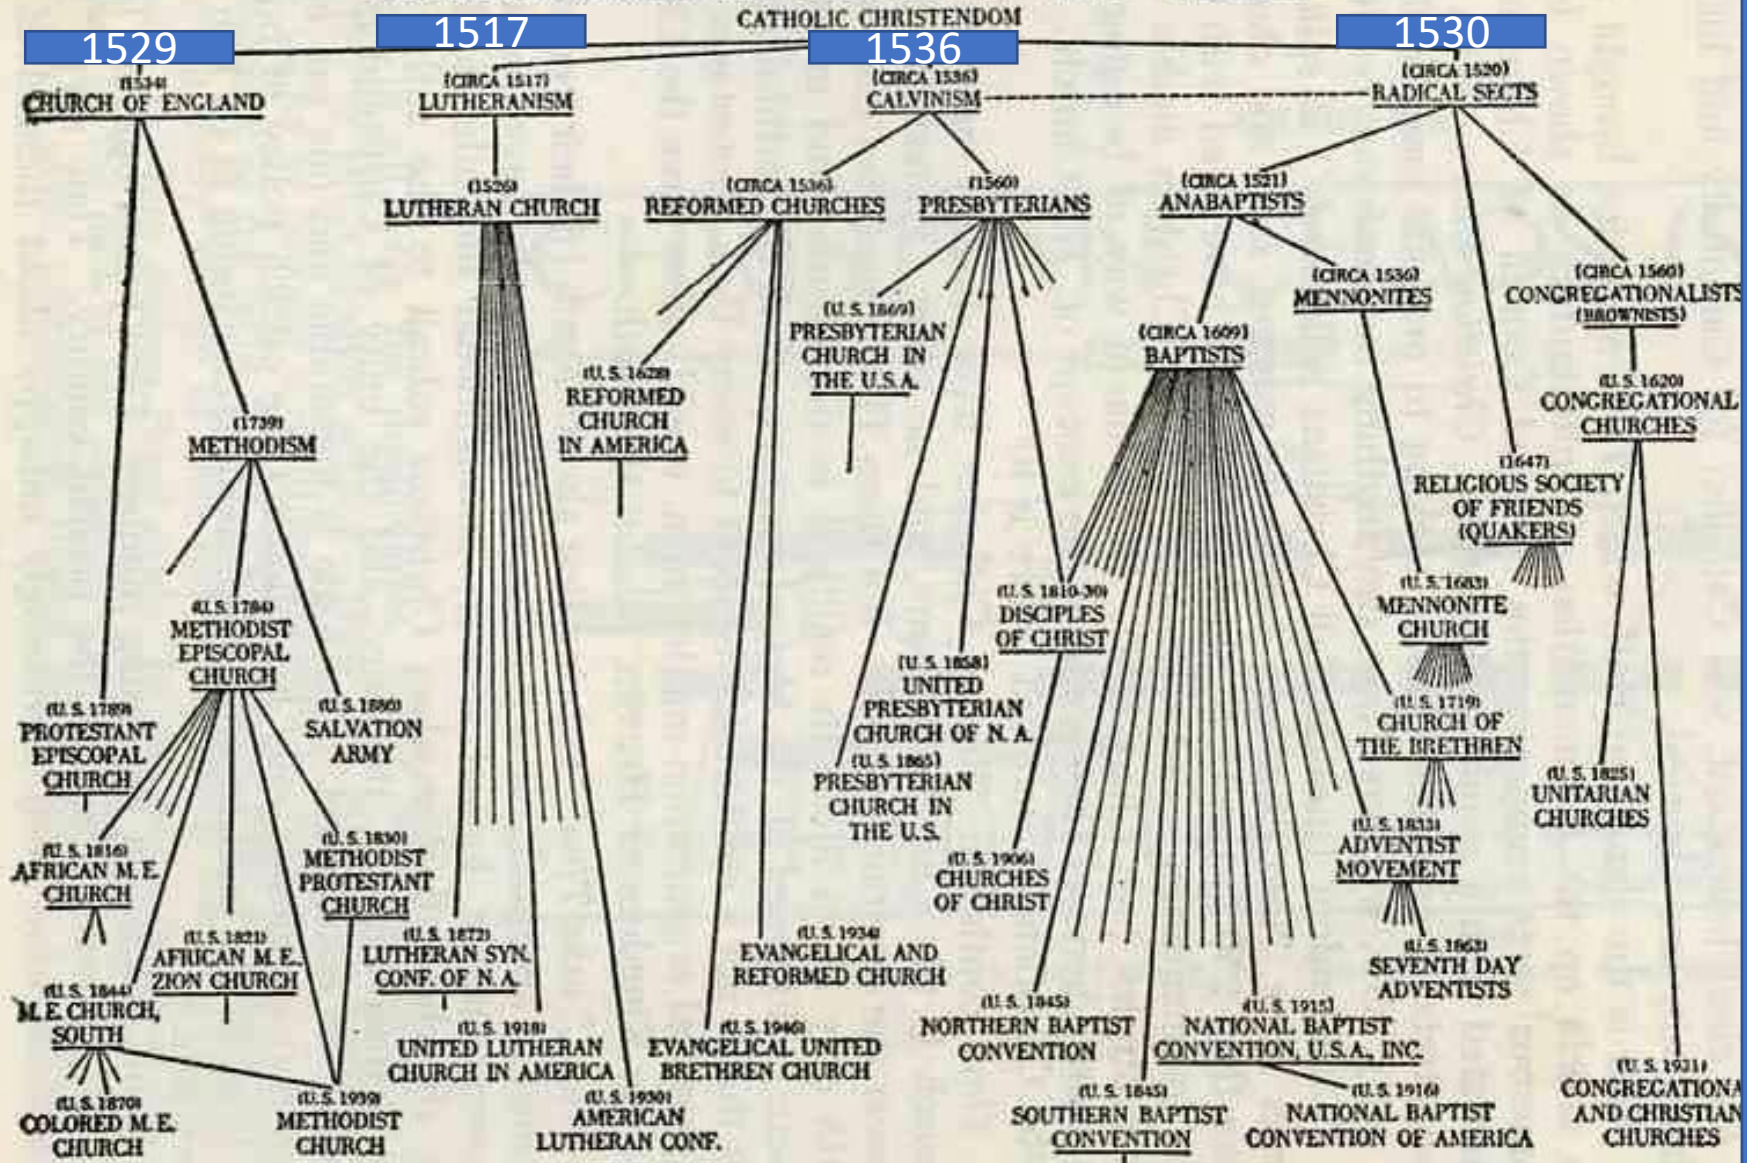 CATHOLIC CHRISTENDOM
1529
1517
1536
1530
(1534)
CHURCH OF ENGLAND
(CIRCA 1517)
LUTHERANISM
(CIRCA 1536)
CALVINISM
(CIRCA 1520)
RADICAL SECTS
(1526)
LUTHERAN CHURCH
(CIRCA 1536)
REFORMED CHURCHES
(1560)
PRESBYTERIANS
(CIRCA 1521)
ANABAPTISTS
(CIRCA 1536)
MENNONITES
(CIRCA 1560)
CONGREGATIONALISTS
(BROWNISTS)
(U. S. 1869)
PRESBYTERIAN
CHURCH IN
THE U.S.A.
(CIRCA 1609)
BAPTISTS
(U. S. 1628)
REFORMED
CHURCH
IN AMERICA
(U. S. 1620)
CONGREGATIONAL
CHURCHES
(1739)
METHODISM
(1647)
RELIGIOUS SOCIETY
OF FRIENDS
(QUAKERS)
(U. S. 1784)
METHODIST
EPISCOPAL
CHURCH
(U. S. 1810-30)
DISCIPLES
OF CHRIST
(U. S. 1683)
MENNONITE
CHURCH
(U. S. 1858)
UNITED
PRESBYTERIAN
CHURCH OF N. A.
(U. S. 1789)
PROTESTANT
EPISCOPAL
CHURCH
(U. S. 1880)
SALVATION
ARMY
(U. S. 1719)
CHURCH OF
THE BRETHREN
(U. S. 1865)
PRESBYTERIAN
CHURCH IN
THE U.S.
(U. S. 1825)
UNITARIAN
CHURCHES
(U. S. 1816)
AFRICAN M. E.
CHURCH
(U. S. 1830)
METHODIST
PROTESTANT
CHURCH
(U. S. 1833)
ADVENTIST
MOVEMENT
(U. S. 1906)
CHURCHES
OF CHRIST
(U. S. 1821)
AFRICAN M. E.
ZION CHURCH
(U. S. 1872)
LUTHERAN SYN.
CONF. OF N. A.
(U. S. 1934)
EVANGELICAL AND
REFORMED CHURCH
(U. S. 1863)
SEVENTH DAY
ADVENTISTS
(U. S. 1844)
M. E. CHURCH,
SOUTH
(U. S. 1918)
UNITED LUTHERAN
CHURCH IN AMERICA
(U. S. 1946)
EVANGELICAL UNITED
BRETHREN CHURCH
(U. S. 1845)
NORTHERN BAPTIST
CONVENTION
(U. S. 1915)
NATIONAL BAPTIST
CONVENTION, U.S.A., INC.
(U. S. 1870)
COLORED M. E.
CHURCH
(U. S. 1939)
METHODIST
CHURCH
(U. S. 1930)
AMERICAN
LUTHERAN CONF.
(U. S. 1845)
SOUTHERN BAPTIST
CONVENTION
(U. S. 1916)
NATIONAL BAPTIST
CONVENTION OF AMERICA
(U. S. 1931)
CONGREGATIONA
AND CHRISTIAN
CHURCHES